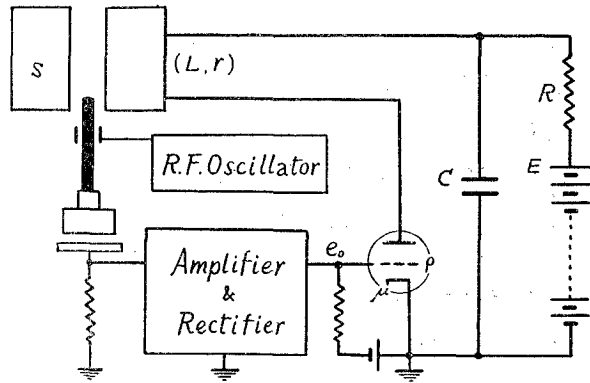 S
(L, r)
R
R.F. Oscillator
C
E
Amplifier
&
Rectifier
e₀
μ
ρ